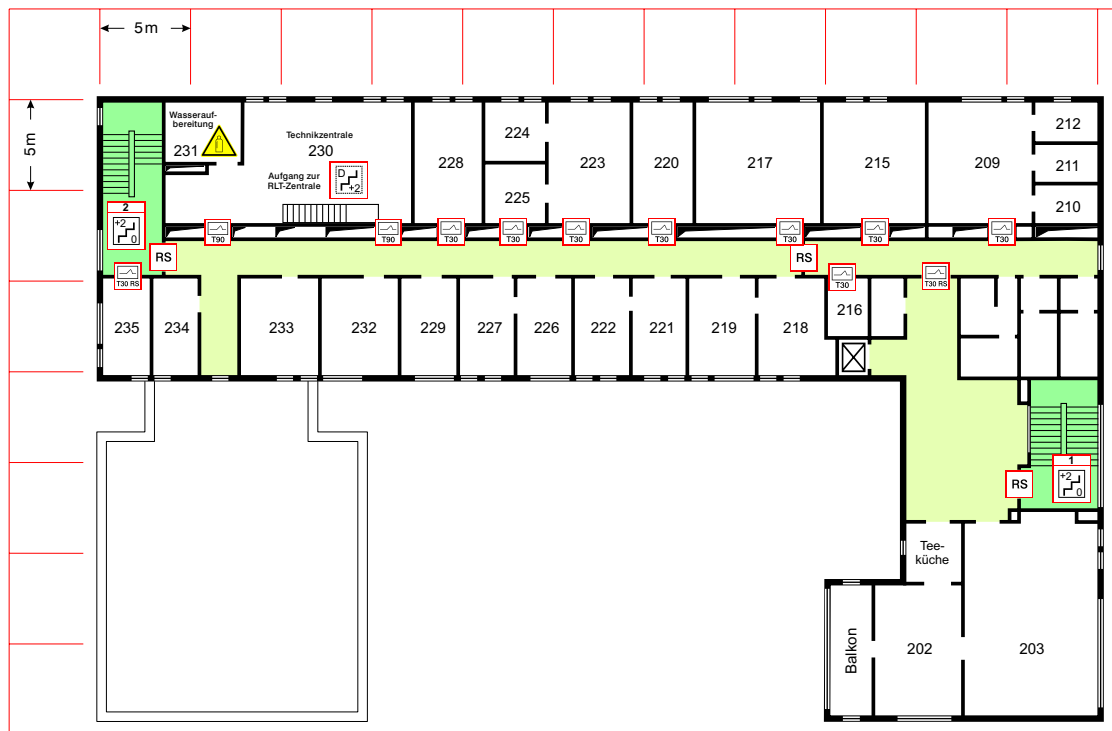 5 m
5 m
Wasserauf-
bereitung
231
Technikzentrale
230
Aufgang zur
RLT-Zentrale
D
+2
228
224
225
223
220
217
215
209
212
211
210
2
+2
0
T90
T90
T30
T30
T30
T30
T30
T30
T30
RS
RS
T30 RS
T30
T30 RS
235
234
233
232
229
227
226
222
221
219
218
216
1
+2
0
RS
Tee-
küche
Balkon
202
203